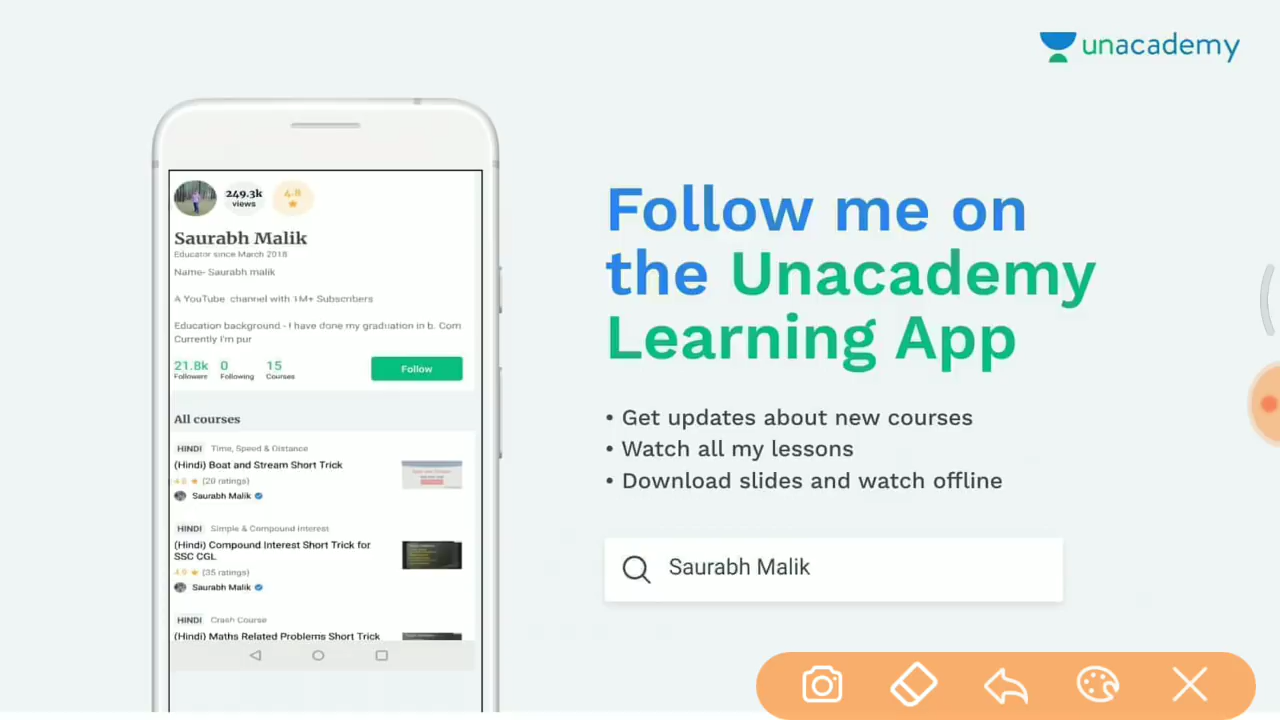 unacademy
249.3k
views
4.8
Saurabh Malik
Educator since March 2018
Name- Saurabh malik
A YouTube channel with 1M+ Subscribers
Education background - I have done my graduation in b. Com
Currently I'm pur
21.8k 0 15
Followers Following Courses
Follow
All courses
HINDI Time, Speed & Distance
(Hindi) Boat and Stream Short Trick
4.8 (20 ratings)
Saurabh Malik
HINDI Simple & Compound Interest
(Hindi) Compound Interest Short Trick for
SSC CGL
4.9 (35 ratings)
Saurabh Malik
HINDI Crash Course
(Hindi) Maths Related Problems Short Trick
Follow me on
the Unacademy
Learning App
• Get updates about new courses
• Watch all my lessons
• Download slides and watch offline
Saurabh Malik